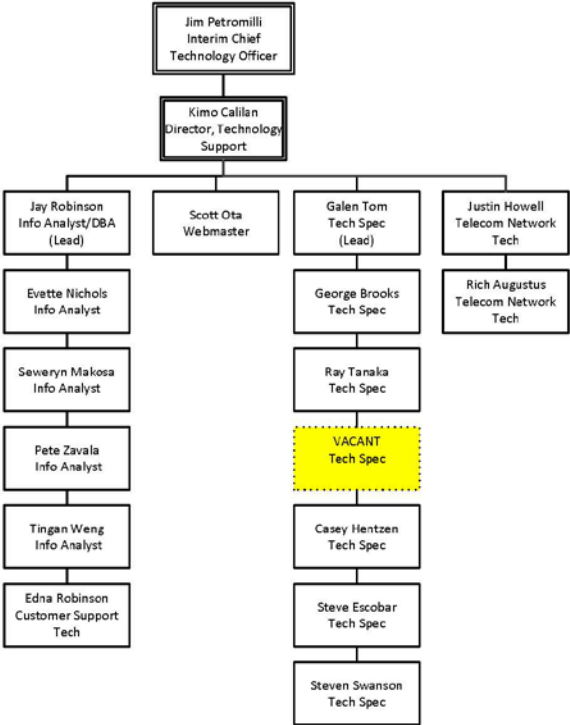 Jim Petromilli
Interim Chief
Technology Officer
Kimo Calilan
Director, Technology
Support
Jay Robinson
Info Analyst/DBA
(Lead)
Scott Ota
Webmaster
Galen Tom
Tech Spec
(Lead)
Justin Howell
Telecom Network
Tech
Evette Nichols
Info Analyst
George Brooks
Tech Spec
Rich Augustus
Telecom Network
Tech
Seweryn Makosa
Info Analyst
Ray Tanaka
Tech Spec
Pete Zavala
Info Analyst
VACANT
Tech Spec
Tingan Weng
Info Analyst
Casey Hentzen
Tech Spec
Edna Robinson
Customer Support
Tech
Steve Escobar
Tech Spec
Steven Swanson
Tech Spec